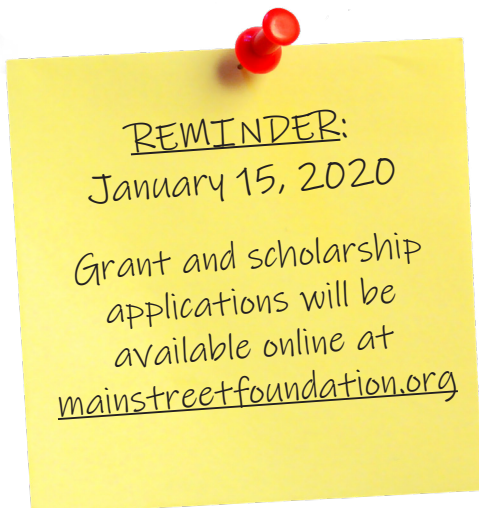 REMINDER:
January 15, 2020
Grant and scholarship
applications will be
available online at
mainstreetfoundation.org